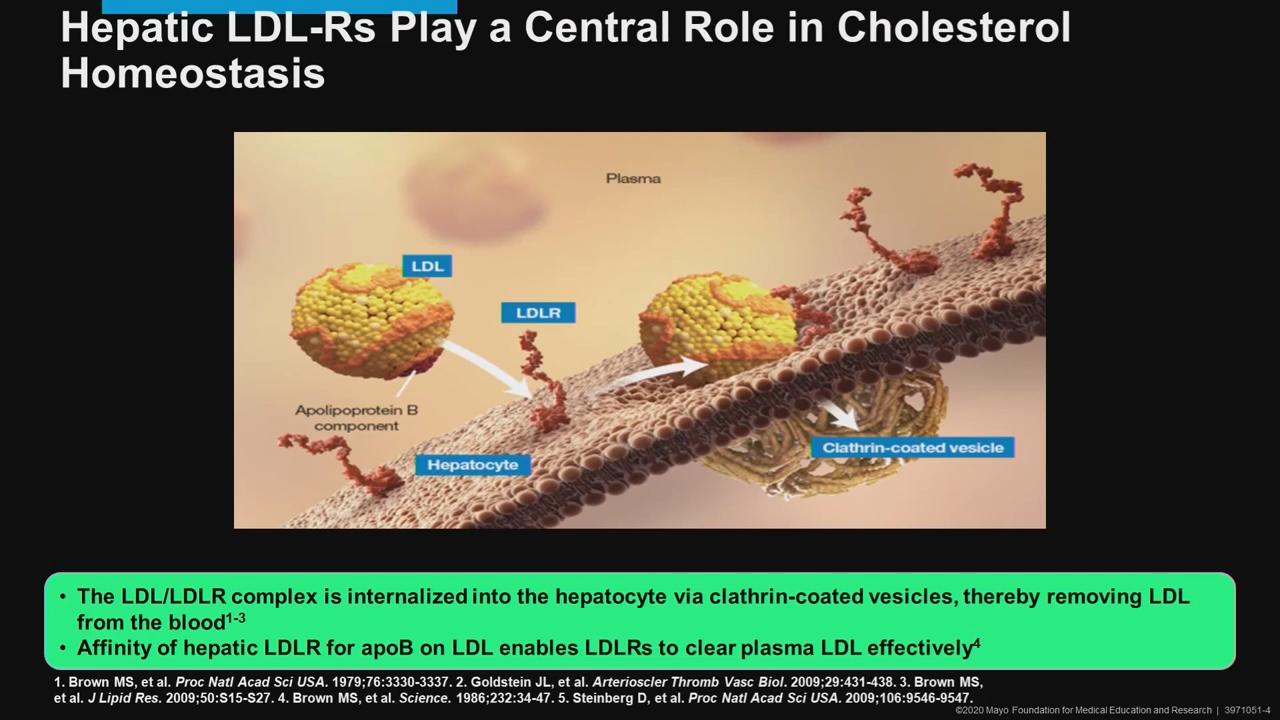 Hepatic LDL-Rs Play a Central Role in Cholesterol
Homeostasis
Plasma
LDL
LDLR
Apolipoprotein B
component
Hepatocyte
Clathrin-coated vesicle
• The LDL/LDLR complex is internalized into the hepatocyte via clathrin-coated vesicles, thereby removing LDL
from the blood1-3
• Affinity of hepatic LDLR for apoB on LDL enables LDLRs to clear plasma LDL effectively4
1. Brown MS, et al. Proc Natl Acad Sci USA. 1979;76:3330-3337. 2. Goldstein JL, et al. Arterioscler Thromb Vasc Biol. 2009;29:431-438. 3. Brown MS,
et al. J Lipid Res. 2009;50:S15-S27. 4. Brown MS, et al. Science. 1986;232:34-47. 5. Steinberg D, et al. Proc Natl Acad Sci USA. 2009;106:9546-9547.
©2020 Mayo Foundation for Medical Education and Research | 3971051-4